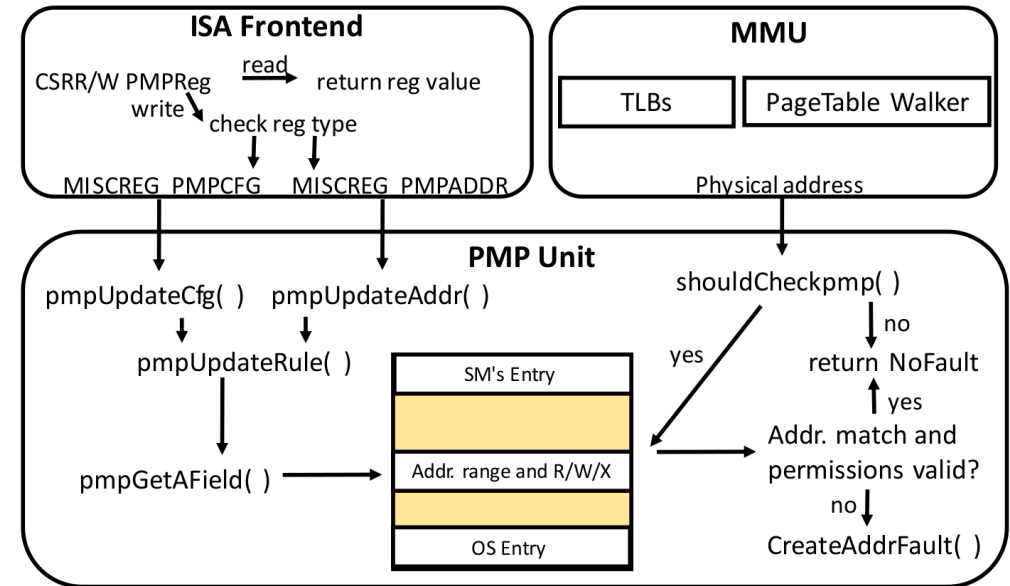 ISA Frontend
CSRR/W PMPReg
read
return reg value
write
check reg type
MISCREG_PMPCFG
MISCREG_PMPADDR
MMU
TLBs
PageTable Walker
Physical address
PMP Unit
pmpUpdateCfg( )
pmpUpdateAddr( )
pmpUpdateRule( )
pmpGetAField( )
SM's Entry
Addr. range and R/W/X
OS Entry
shouldCheckpmp( )
yes
no
return NoFault
yes
Addr. match and
permissions valid?
no
CreateAddrFault( )